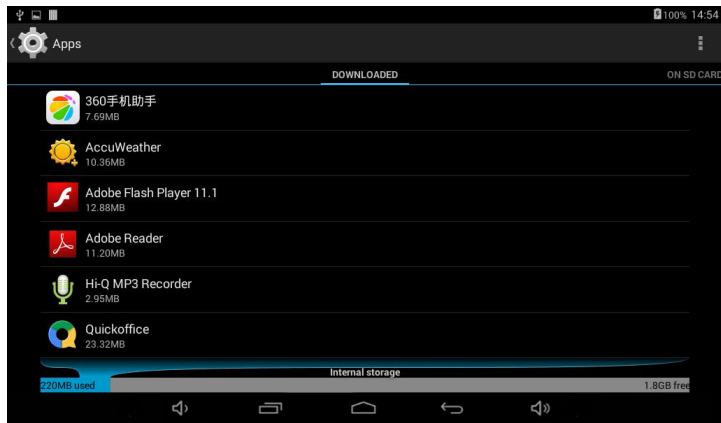 100% 14:54
Apps
DOWNLOADED
ON SD CARD
360手机助手
7.69MB
AccuWeather
10.36MB
Adobe Flash Player 11.1
12.88MB
Adobe Reader
11.20MB
Hi-Q MP3 Recorder
2.95MB
Quickoffice
23.32MB
Internal storage
220MB used
1.8GB free